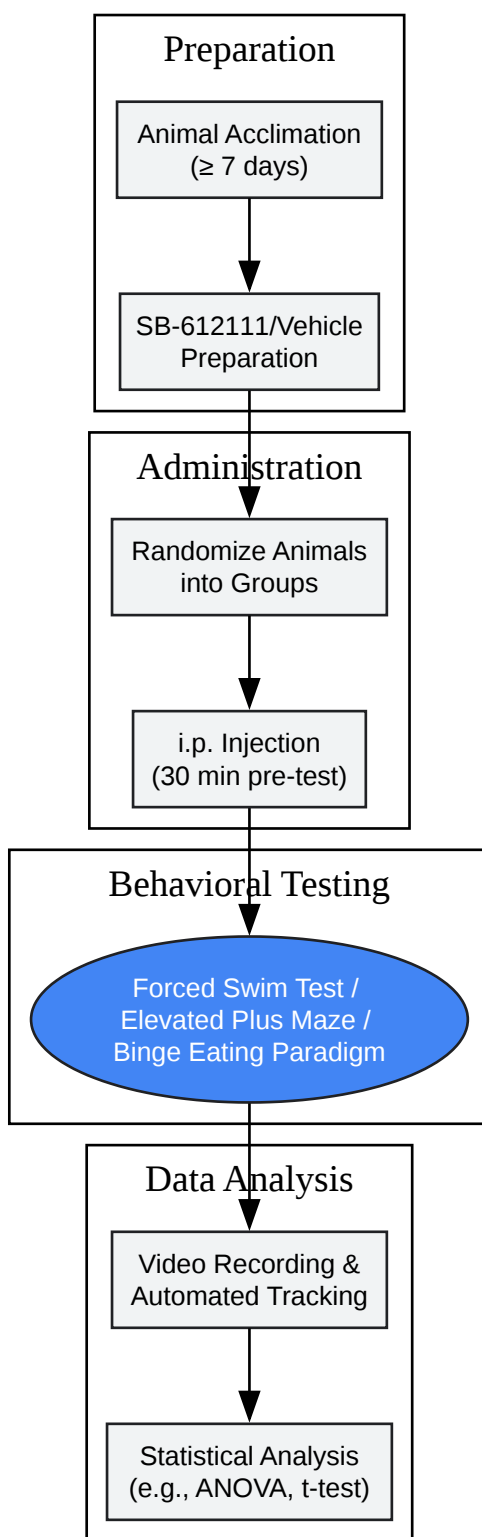 Preparation
Animal Acclimation
(≥ 7 days)
SB-612111/Vehicle
Preparation
Administration
Randomize Animals
into Groups
i.p. Injection
(30 min pre-test)
Behavioral Testing
Forced Swim Test /
Elevated Plus Maze /
Binge Eating Paradigm
Data Analysis
Video Recording &
Automated Tracking
Statistical Analysis
(e.g., ANOVA, t-test)